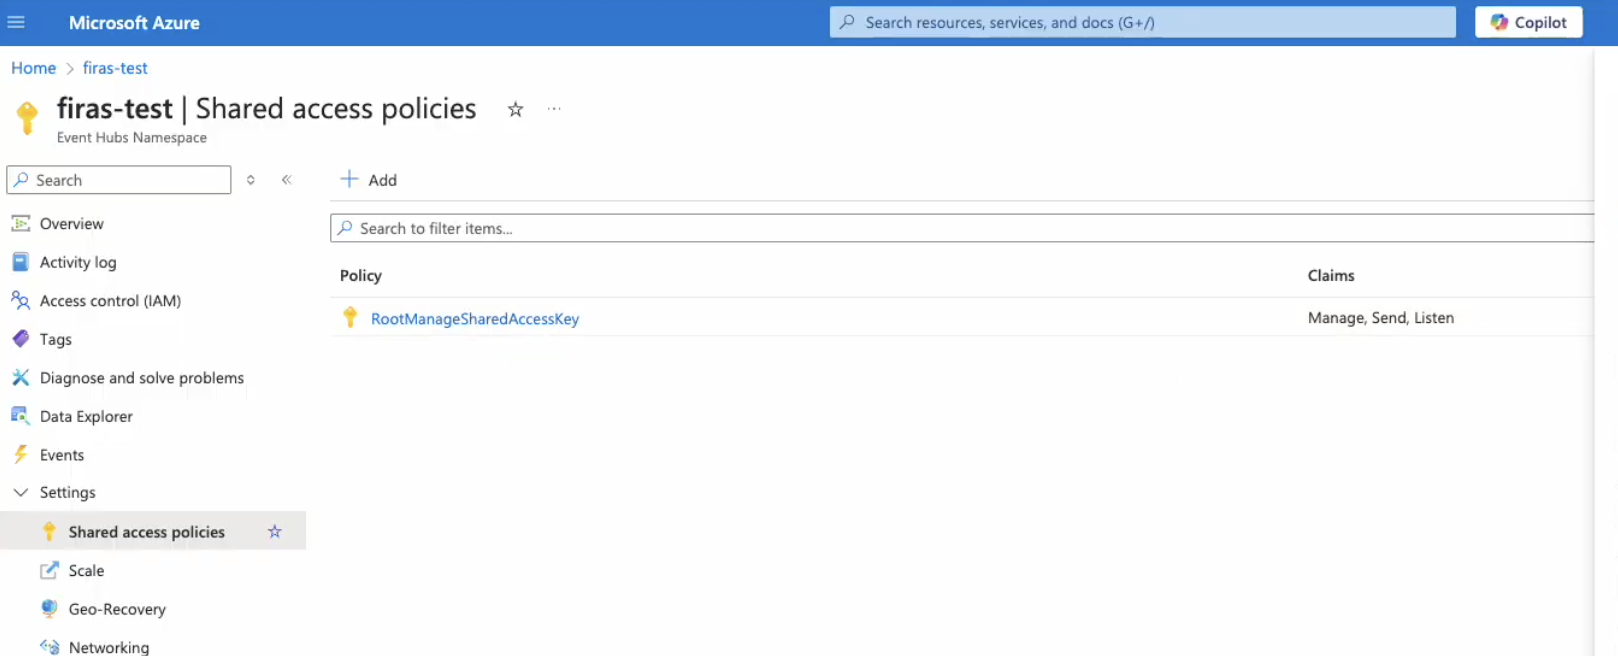 Microsoft Azure
Search resources, services, and docs (G+/)
Copilot
Home > firas-test
firas-test | Shared access policies
Event Hubs Namespace
Search
Add
Overview
Activity log
Access control (IAM)
Tags
Diagnose and solve problems
Data Explorer
Events
Settings
Shared access policies
Scale
Geo-Recovery
Networking
Search to filter items...
Policy Claims
RootManageSharedAccessKey Manage, Send, Listen